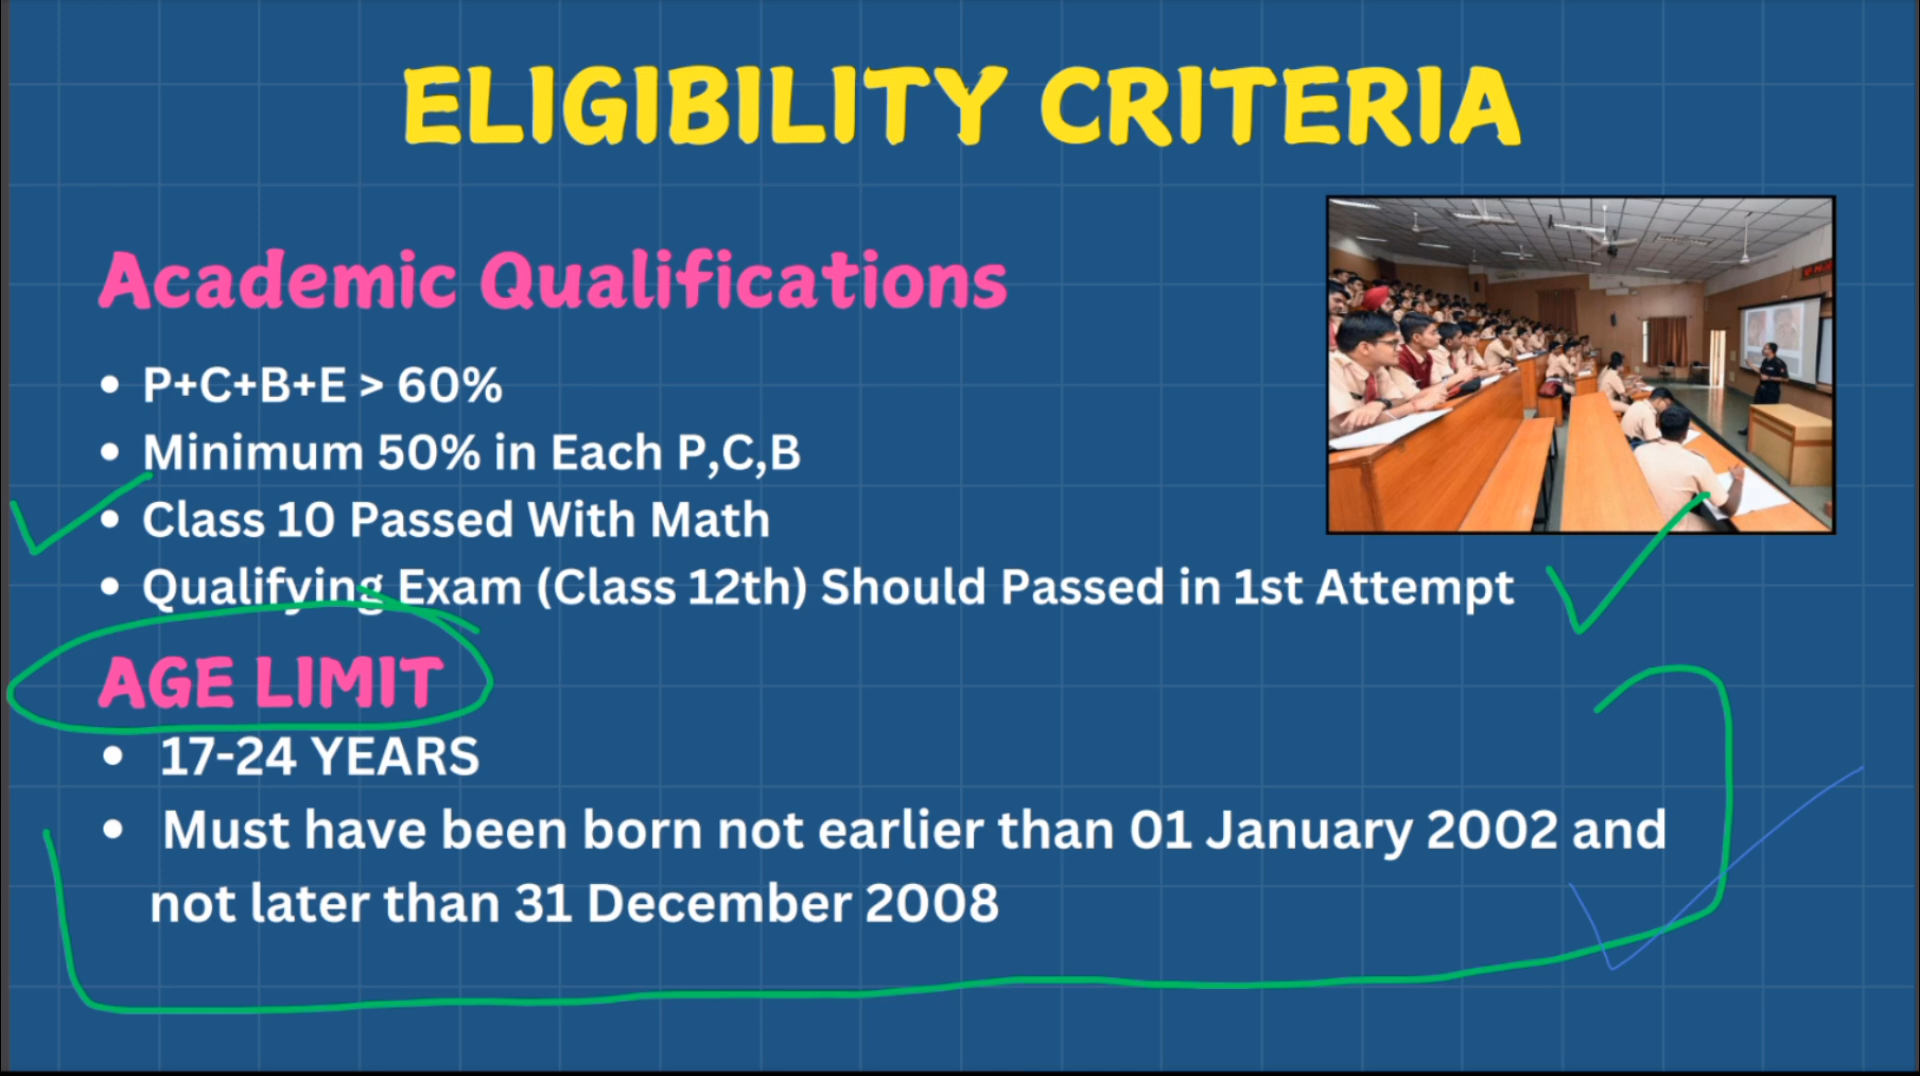 ELIGIBILITY CRITERIA
Academic Qualifications
• P+C+B+E > 60%
• Minimum 50% in Each P,C,B
• Class 10 Passed With Math
• Qualifying Exam (Class 12th) Should Passed in 1st Attempt
AGE LIMIT
• 17-24 YEARS
• Must have been born not earlier than 01 January 2002 and
not later than 31 December 2008